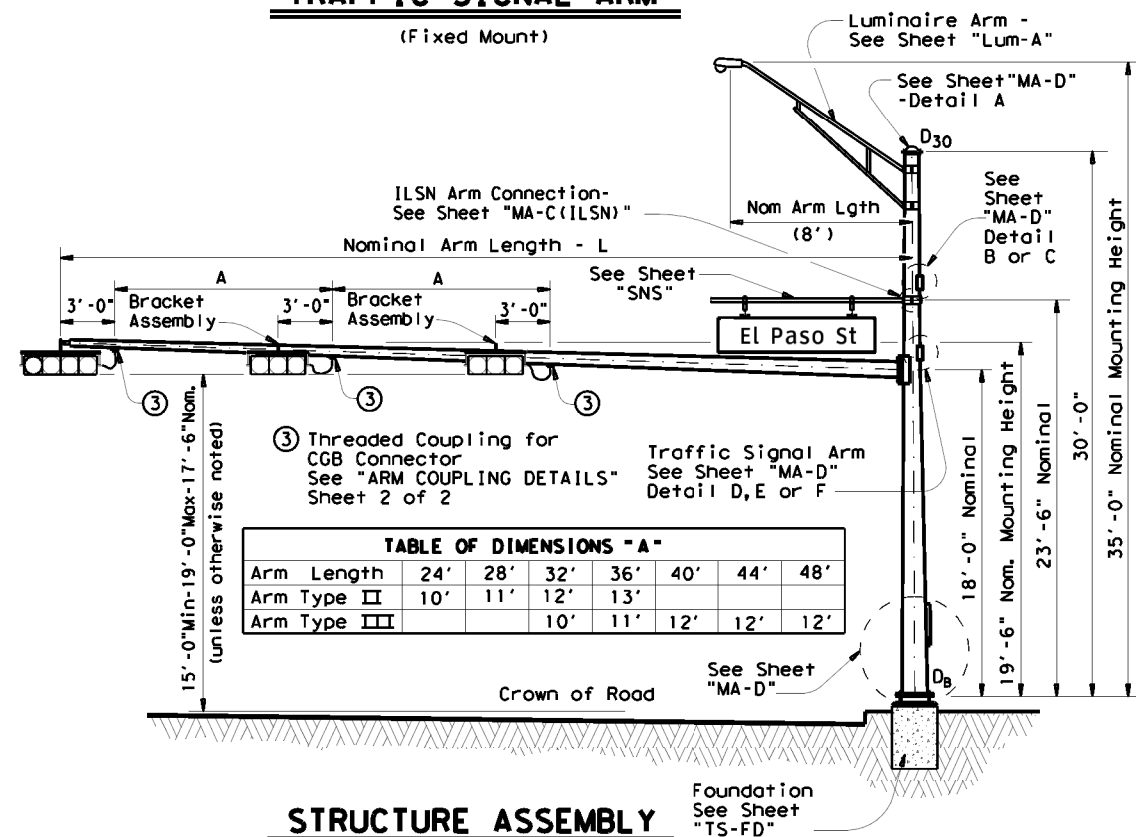 TRAFFIC SIGNAL ARM
(Fixed Mount)
Luminaire Arm -
See Sheet "Lum-A"
See Sheet"MA-D"
-Detail A
D30
ILSN Arm Connection-
See Sheet "MA-C(ILSN)"
Nom Arm Lgth
(8')
See
Sheet
"MA-D"
Detail
B or C
Nominal Arm Length - L
See Sheet
"SNS"
A
A
3'-0"
Bracket
Assembly
3'-0"
Bracket
Assembly
3'-0"
El Paso St
3
3
3
3 Threaded Coupling for
CGB Connector
See "ARM COUPLING DETAILS"
Sheet 2 of 2
Traffic Signal Arm
See Sheet "MA-D"
Detail D,E or F
15'-0"Min-19'-0"Max-17'-6"Nom.
(unless otherwise noted)
18'-0" Nominal
19'-6" Nom. Mounting Height
23'-6" Nominal
30'-0"
35'-0" Nominal Mounting Height
TABLE OF DIMENSIONS "A"
Arm Length 24' 28' 32' 36' 40' 44' 48'
Arm Type II 10' 11' 12' 13'
Arm Type III 10' 11' 12' 12' 12'
See Sheet
"MA-D"
DB
Crown of Road
Foundation
See Sheet
"TS-FD"
STRUCTURE ASSEMBLY